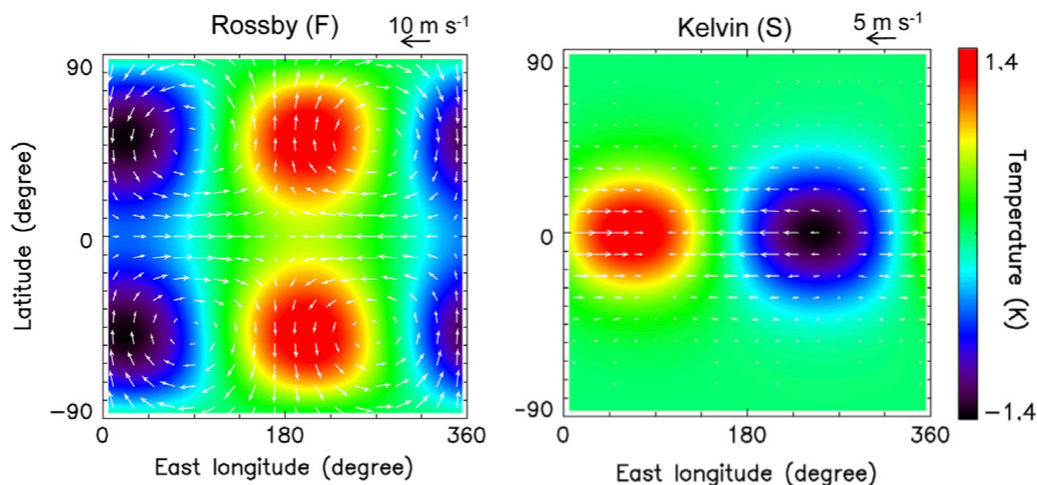 Rossby (F)
10 m s⁻¹
Kelvin (S)
5 m s⁻¹
90
0
−90
0
180
360
Latitude (degree)
East longitude (degree)
90
0
−90
0
180
360
East longitude (degree)
1.4
−1.4
Temperature (K)